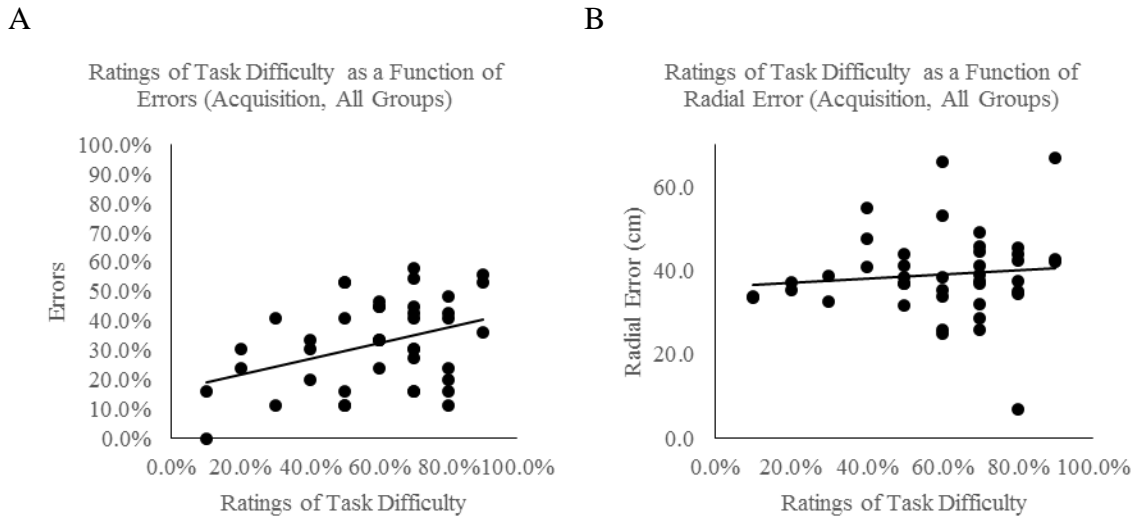 A
Ratings of Task Difficulty as a Function of
Errors (Acquisition, All Groups)
100.0%
90.0%
80.0%
70.0%
60.0%
50.0%
40.0%
30.0%
20.0%
10.0%
0.0%
Errors
0.0% 20.0% 40.0% 60.0% 80.0% 100.0%
Ratings of Task Difficulty
B
Ratings of Task Difficulty as a Function of
Radial Error (Acquisition, All Groups)
60.0
40.0
20.0
0.0
Radial Error (cm)
0.0% 20.0% 40.0% 60.0% 80.0% 100.0%
Ratings of Task Difficulty